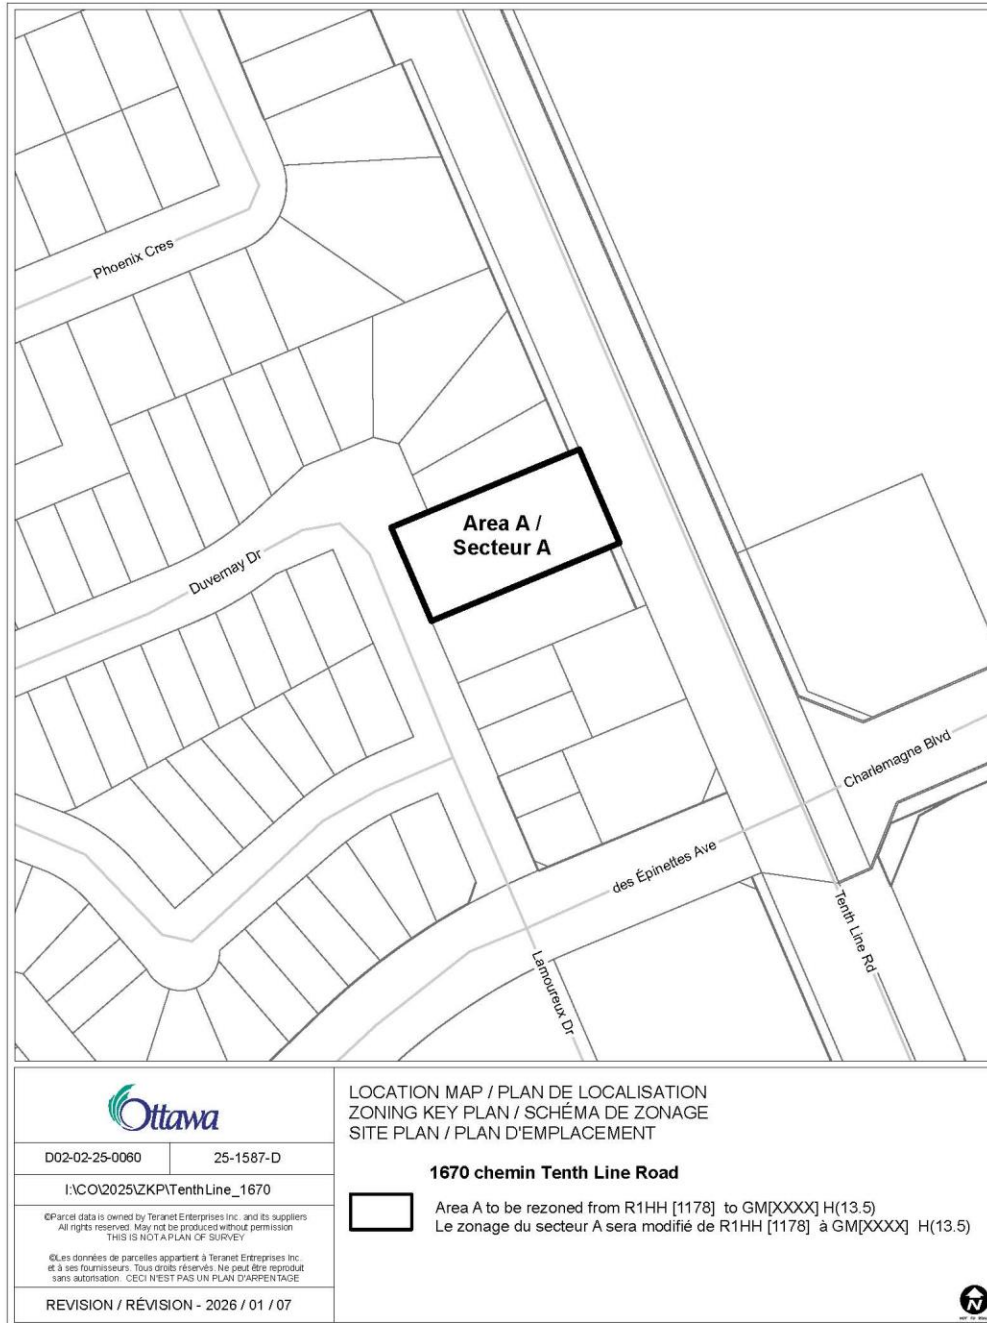 Phoenix Cres
Area A /
Secteur A
Duvernay Dr
Charlemagne Blvd
des Épinettes Ave
Tenth Line Rd
Lamoureux Dr
Ottawa
D02-02-25-0060
25-1587-D
I:\CO\2025\ZKP\TenthLine_1670
©Parcel data is owned by Teranet Enterprises Inc. and its suppliers
All rights reserved. May not be produced without permission
THIS IS NOT A PLAN OF SURVEY
©Les données de parcelles appartient à Teranet Entreprises Inc.
et à ses fournisseurs. Tous droits réservés. Ne peut être reproduit
sans autorisation. CECI N'EST PAS UN PLAN D'ARPENTAGE
REVISION / RÉVISION - 2026 / 01 / 07
LOCATION MAP / PLAN DE LOCALISATION
ZONING KEY PLAN / SCHÉMA DE ZONAGE
SITE PLAN / PLAN D'EMPLACEMENT
1670 chemin Tenth Line Road
Area A to be rezoned from R1HH [1178] to GM[XXXX] H(13.5)
Le zonage du secteur A sera modifié de R1HH [1178] à GM[XXXX] H(13.5)
N